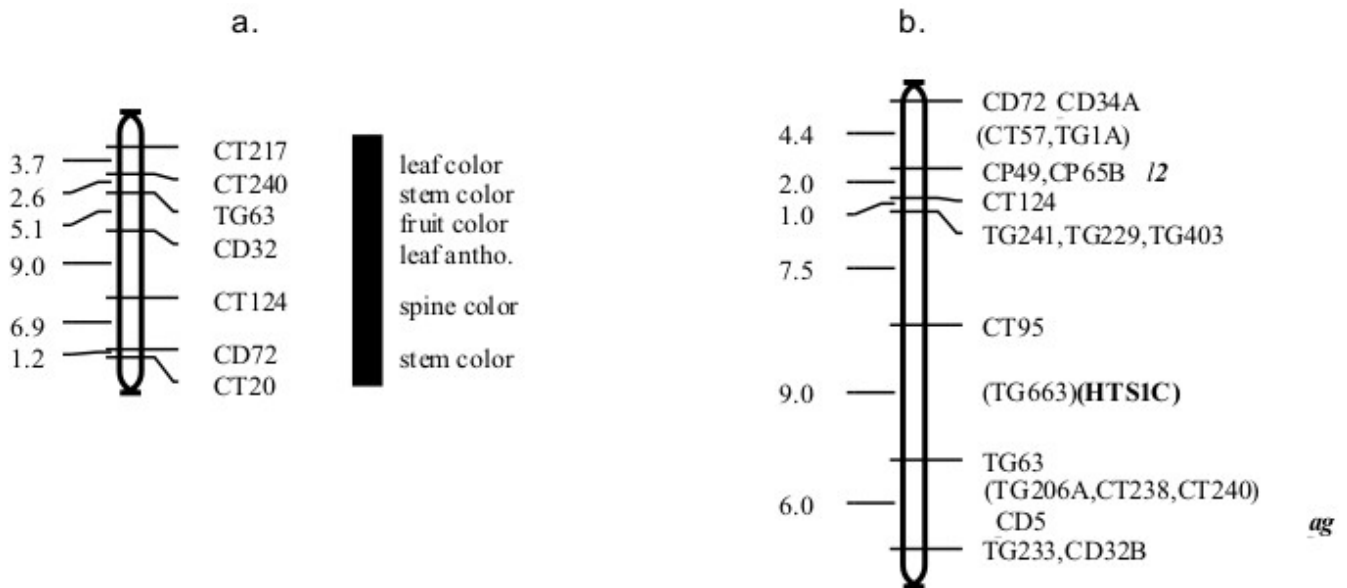 a.
3.7
2.6
5.1
9.0
6.9
1.2
CT217
CT240
TG63
CD32
CT124
CD72
CT20
leaf color
stem color
fruit color
leaf antho.
spine color
stem color
b.
4.4
2.0
1.0
7.5
9.0
6.0
CD72 CD34A
(CT57,TG1A)
CP49,CP65B l2
CT124
TG241,TG229,TG403
CT95
(TG663)(HTS1C)
TG63
(TG206A,CT238,CT240)
CD5 ag
TG233,CD32B